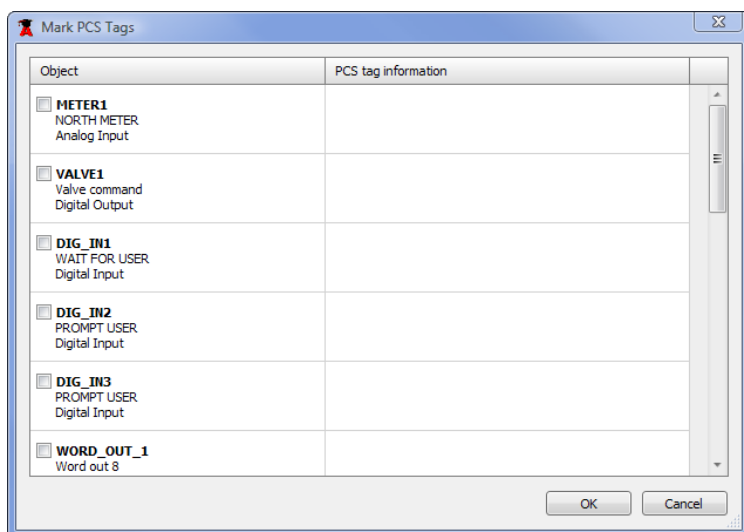 Mark PCS Tags
Object PCS tag information
METER1
NORTH METER
Analog Input
VALVE1
Valve command
Digital Output
DIG_IN1
WAIT FOR USER
Digital Input
DIG_IN2
PROMPT USER
Digital Input
DIG_IN3
PROMPT USER
Digital Input
WORD_OUT_1
Word out 8
OK Cancel